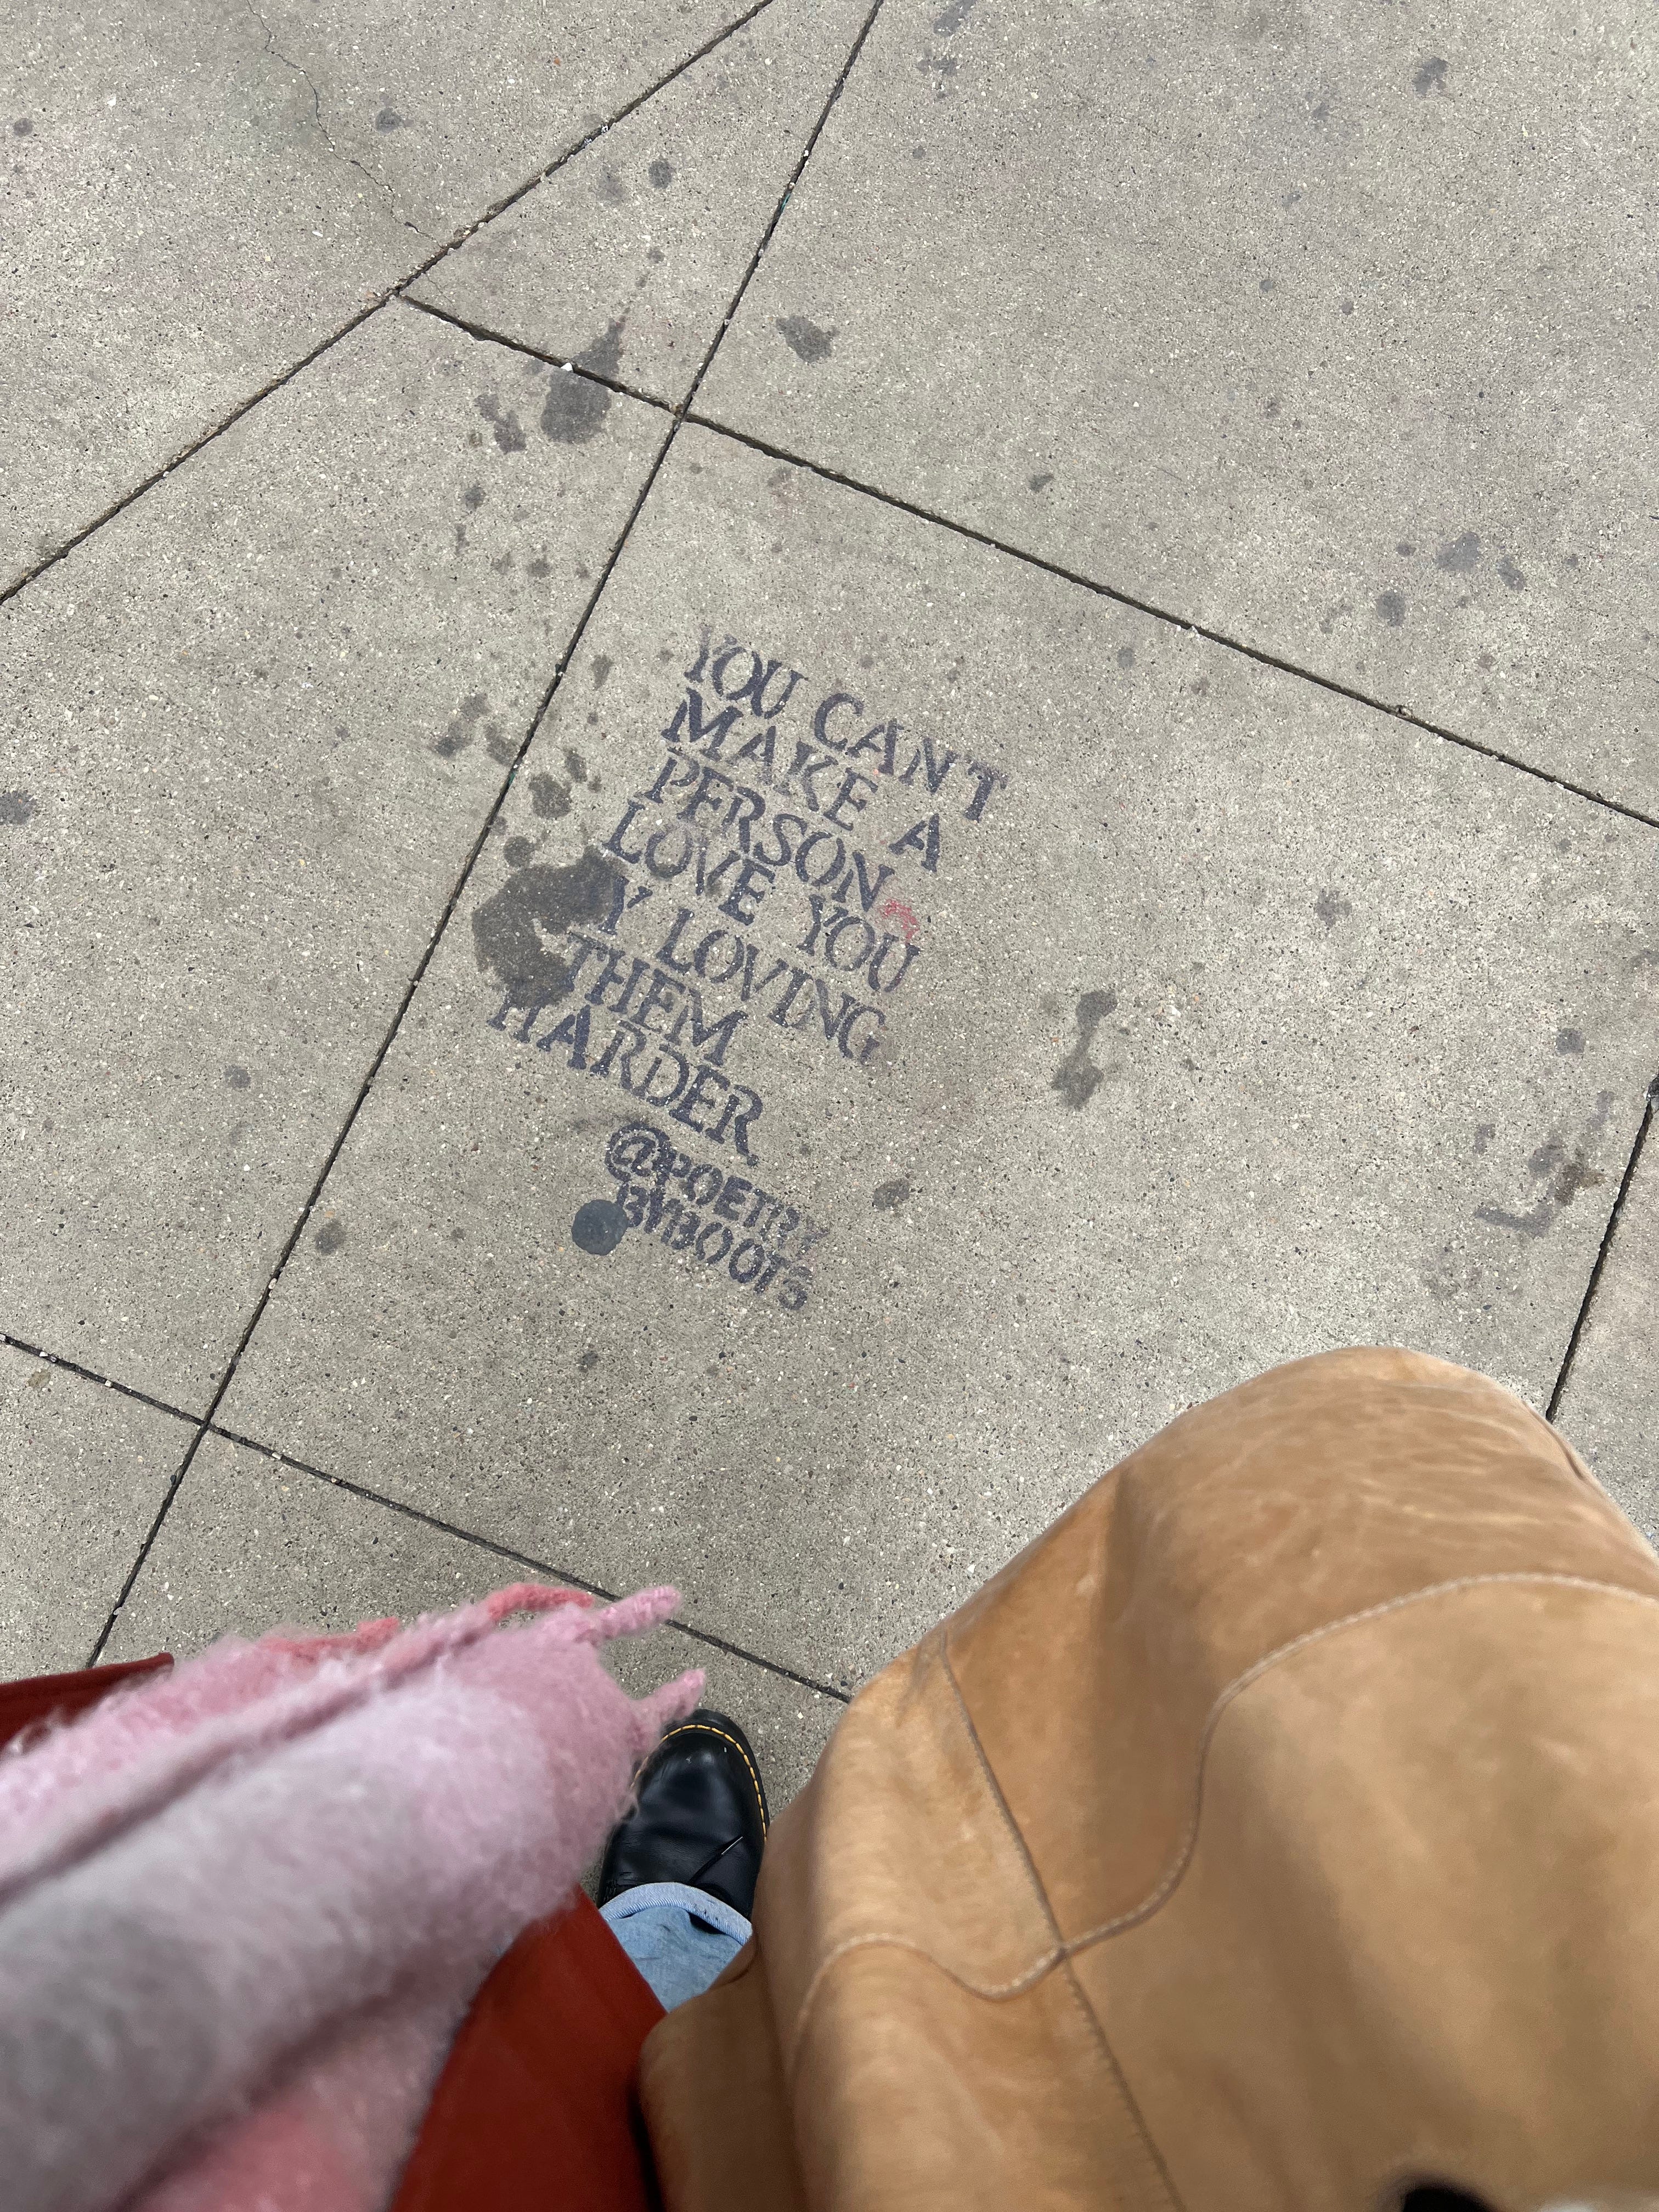 YOU CAN'T
MAKE A
PERSON
LOVE YOU
Y LOVING
THEM
HARDER
@POETRY
BYBOOTS